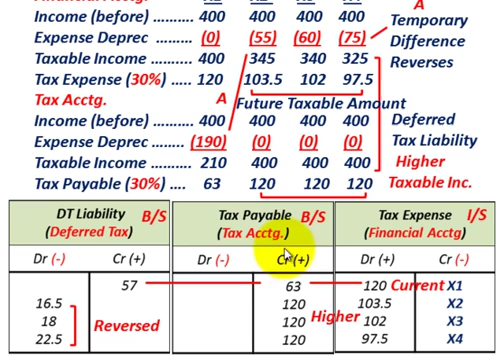 A
Income (before) .......... 400 400 400 400
Temporary
Expense Deprec ......... (0) (55) (60) (75)
Difference
Taxable Income .......... 400 345 340 325
Reverses
Tax Expense (30%) ..... 120 103.5 102 97.5
Tax Acctg. A Future Taxable Amount
Income (before) .......... 400 400 400 400
Deferred
Expense Deprec ...... (190) (0) (0) (0)
Tax Liability
Taxable Income .......... 210 400 400 400
Higher
Tax Payable (30%) .... 63 120 120 120
Taxable Inc.
DT Liability B/S Tax Payable B/S Tax Expense I/S
(Deferred Tax) (Tax Acctg.) (Financial Acctg)
Dr (-) Cr (+) Dr (-) Cr (+) Dr (+) Cr (-)
57 63 120 Current X1
16.5 120 103.5 X2
18 Reversed 120 Higher 102 X3
22.5 120 97.5 X4